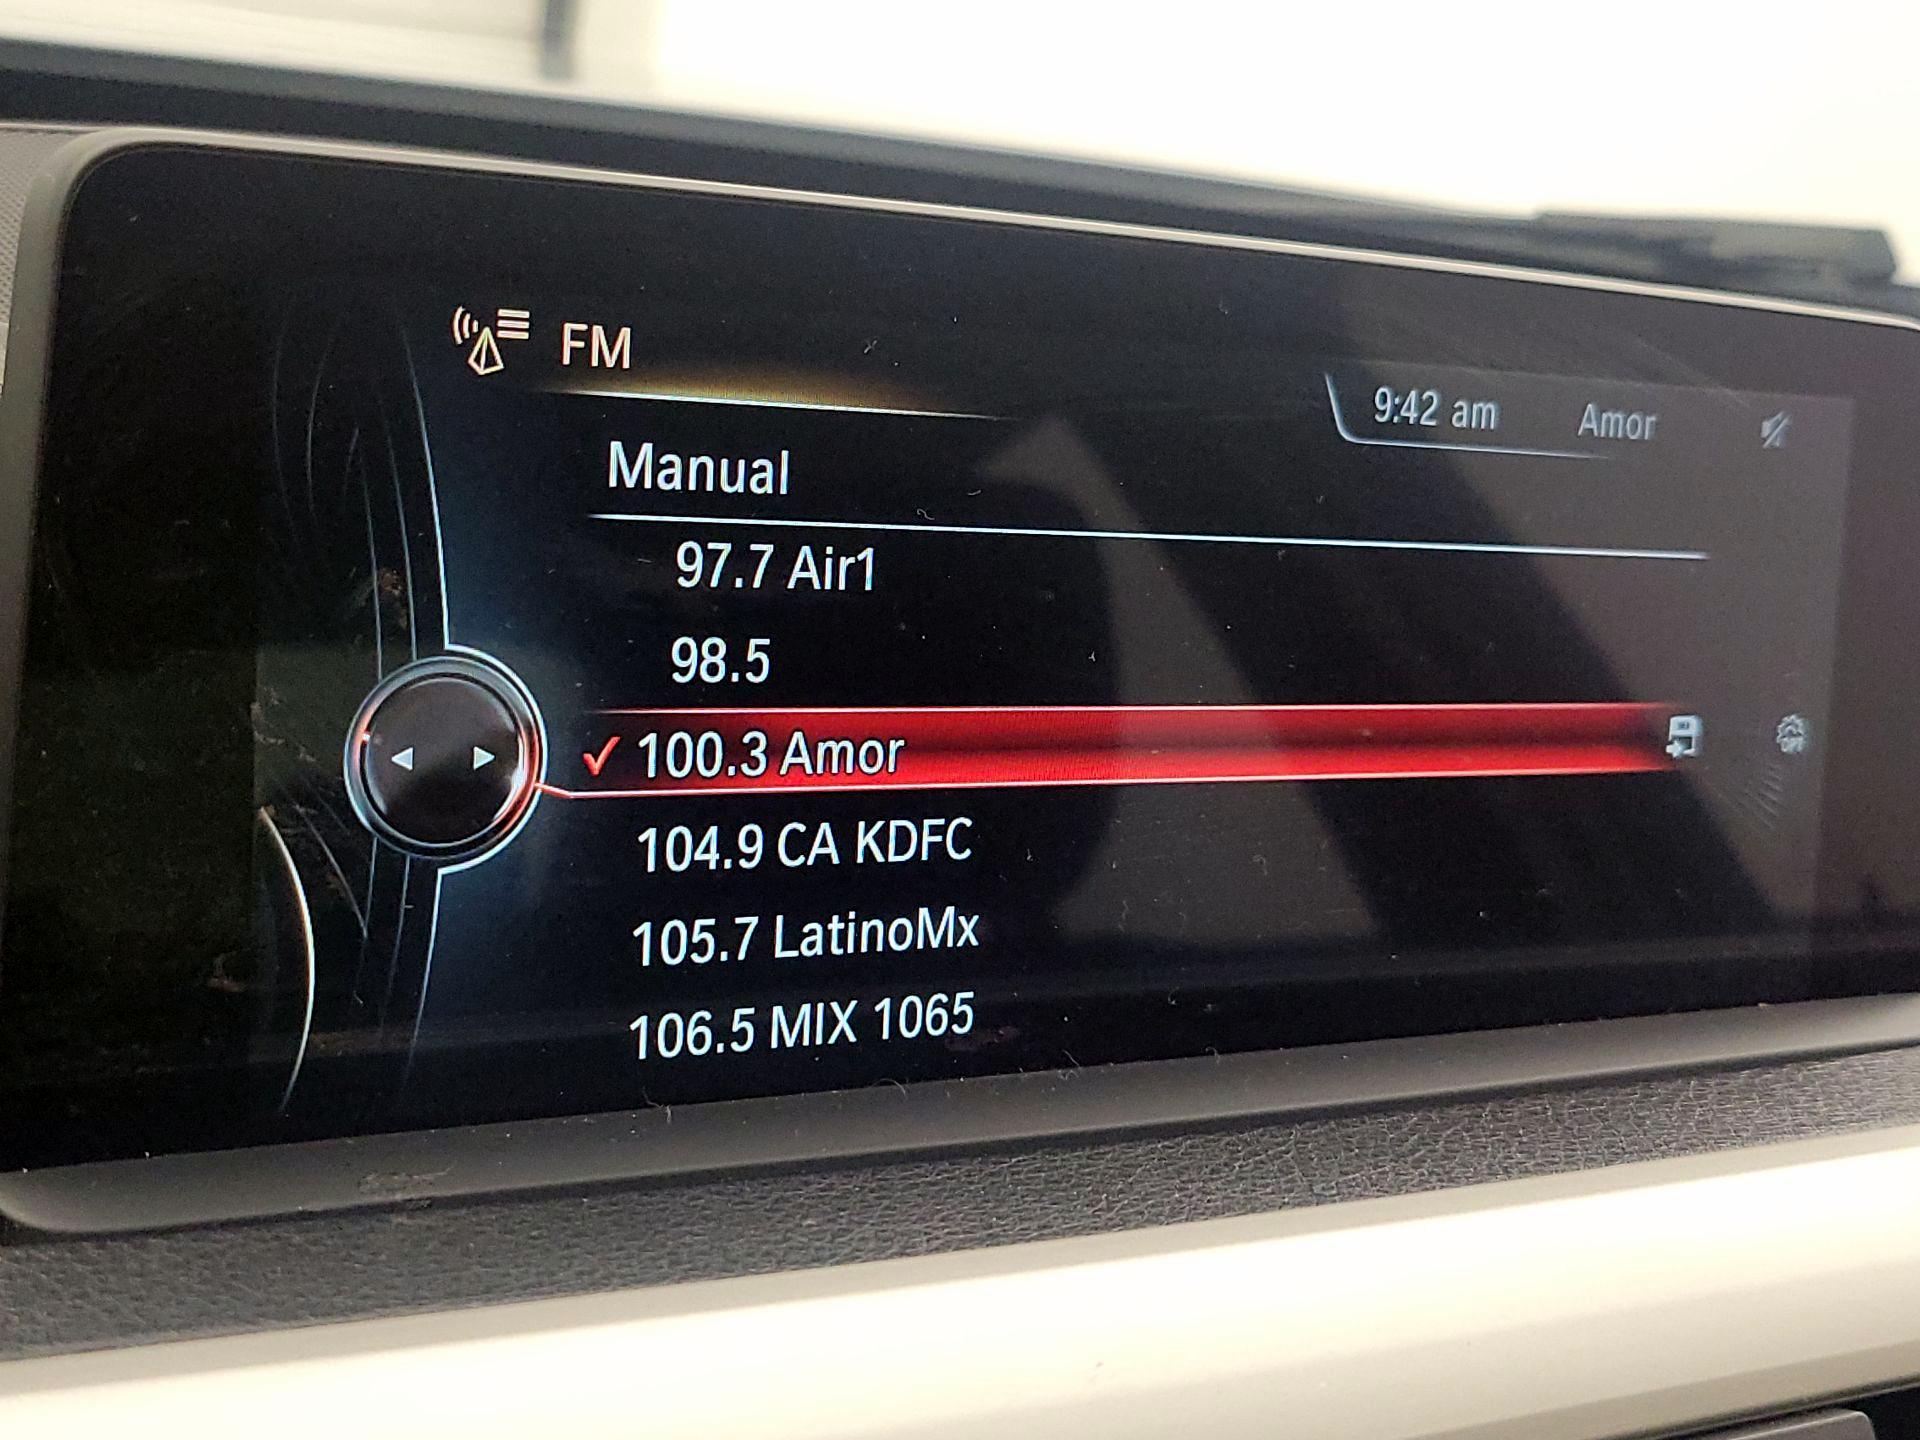 FM
9:42 am Amor
Manual
97.7 Air1
98.5
✓ 100.3 Amor
104.9 CA KDFC
105.7 LatinoMx
106.5 MIX 1065
OPT